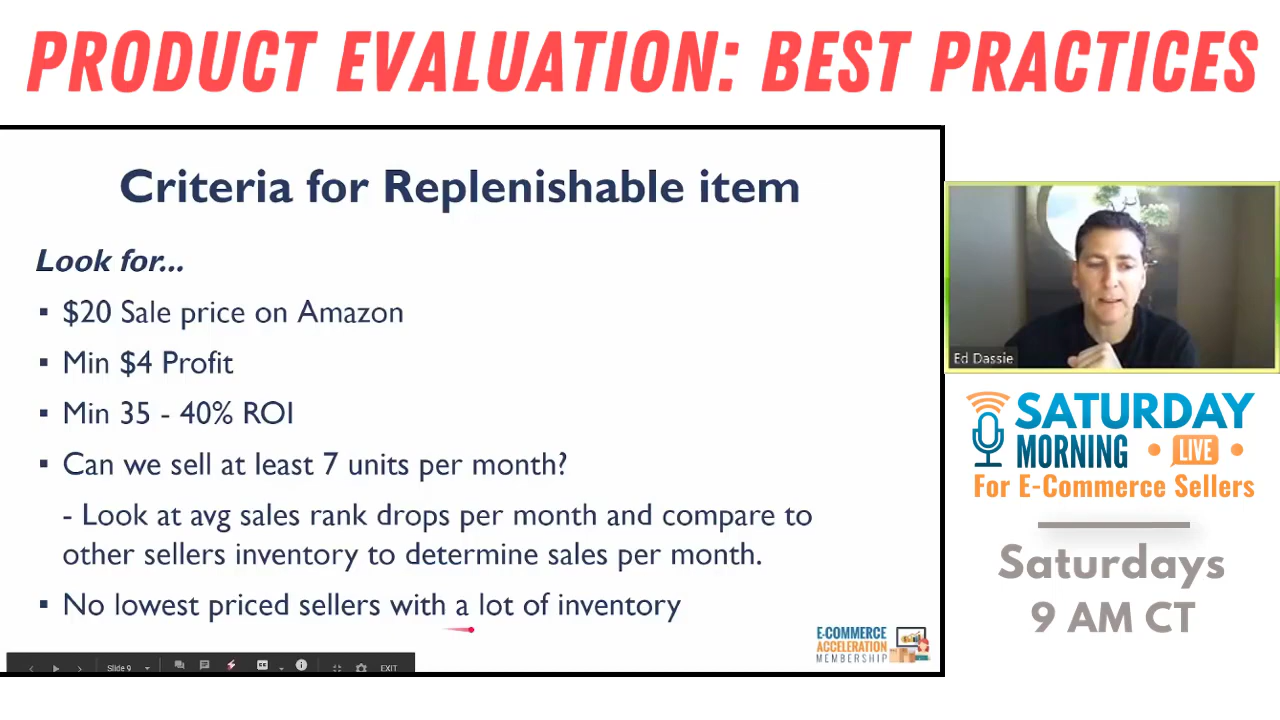 PRODUCT EVALUATION: BEST PRACTICES
Criteria for Replenishable item
Look for...
▪ $20 Sale price on Amazon
▪ Min $4 Profit
▪ Min 35 - 40% ROI
▪ Can we sell at least 7 units per month?
- Look at avg sales rank drops per month and compare to
other sellers inventory to determine sales per month.
▪ No lowest priced sellers with a lot of inventory
E-COMMERCE
ACCELERATION
MEMBERSHIP
Slide 9
CC
EXIT
Ed Dassie
SATURDAY
MORNING • LIVE •
For E-Commerce Sellers
Saturdays
9 AM CT